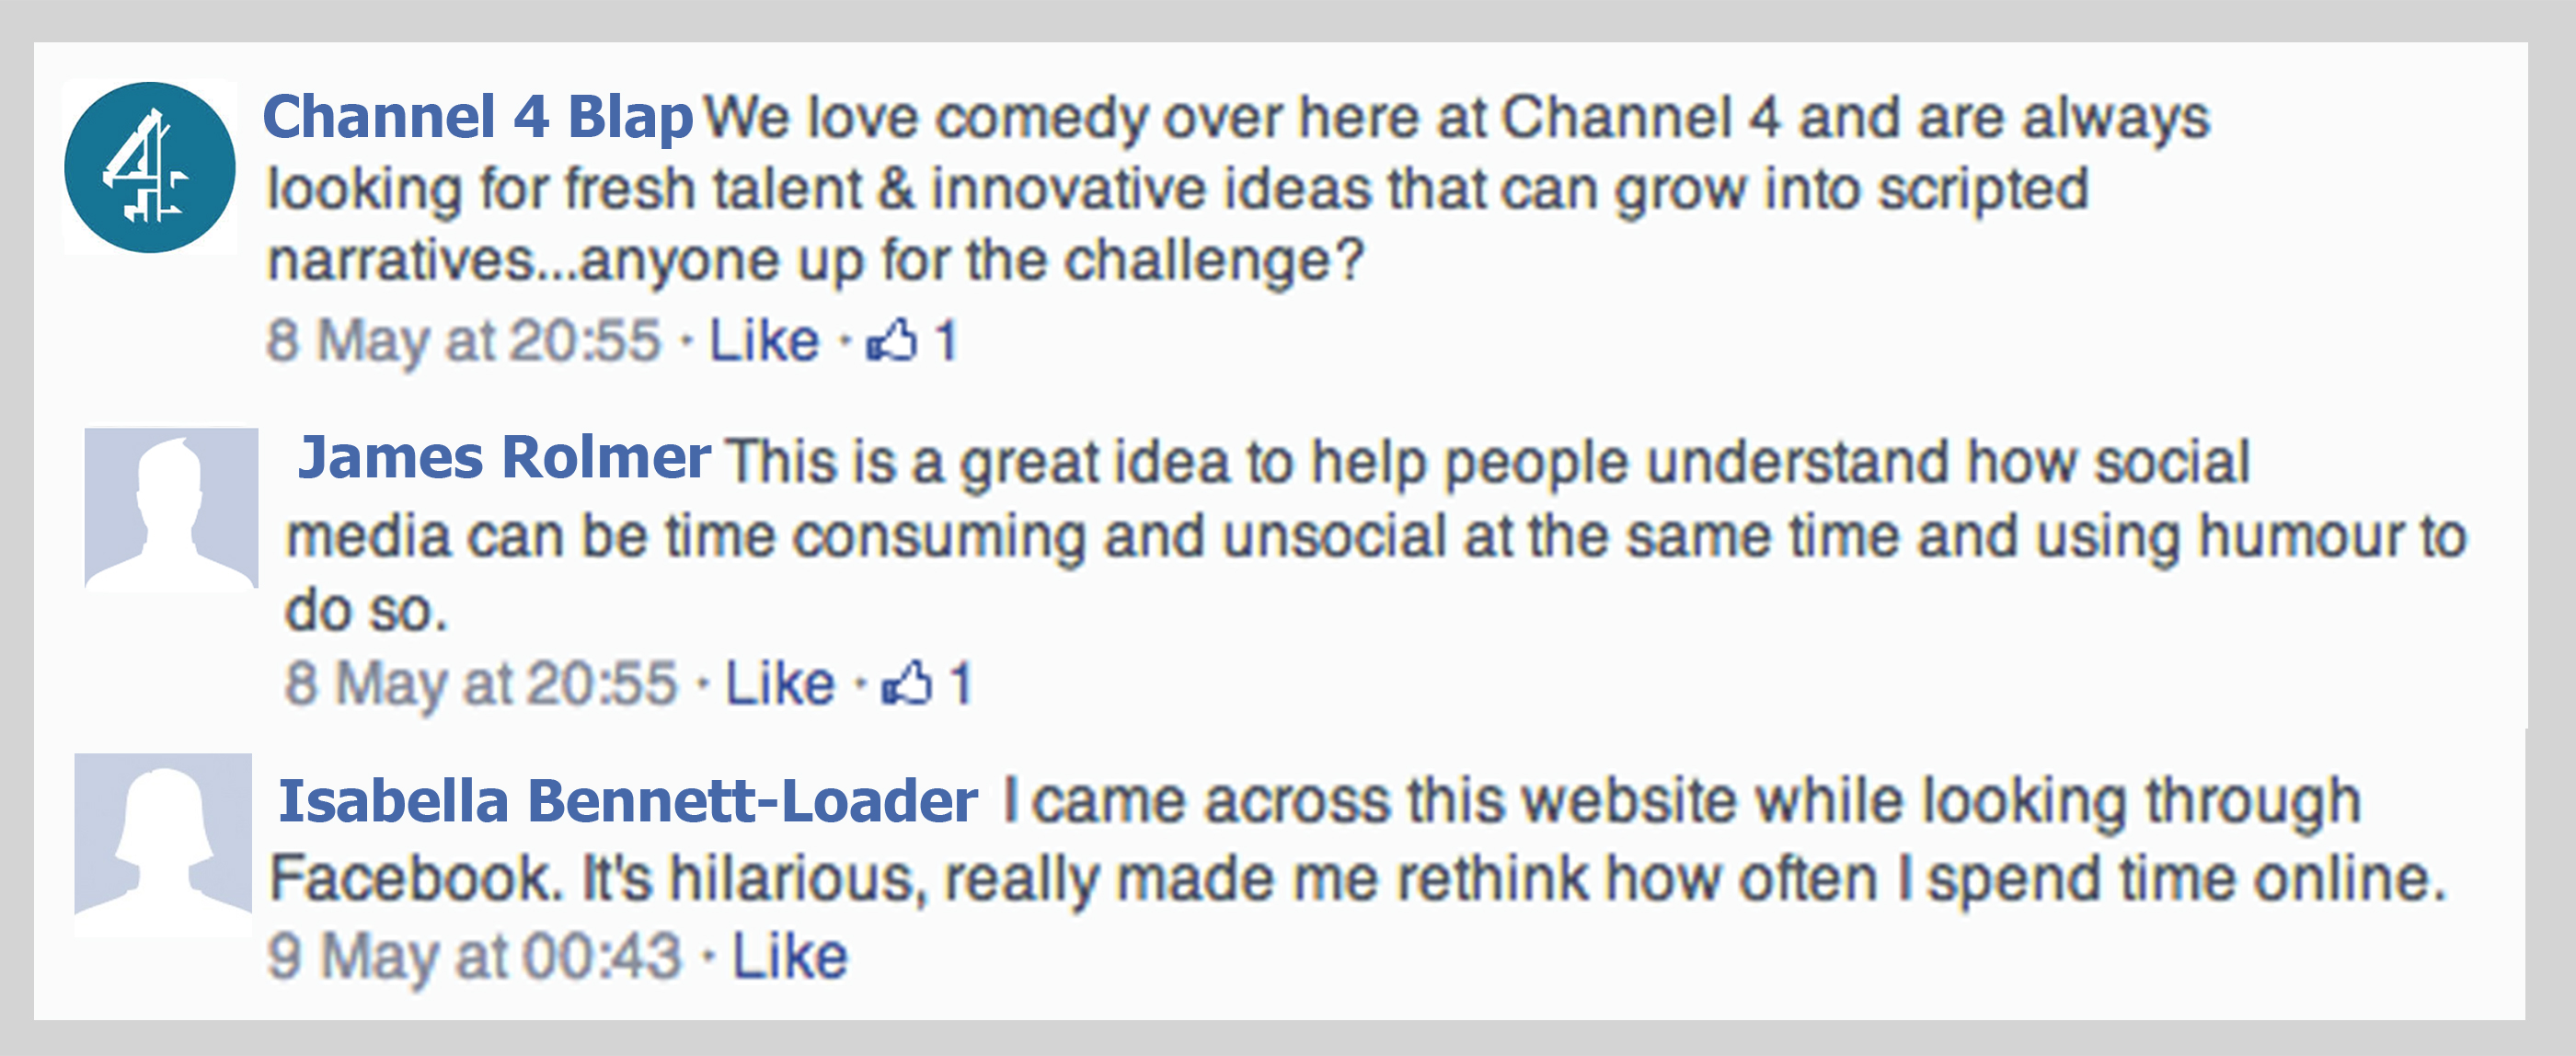 Channel 4 Blap We love comedy over here at Channel 4 and are always
looking for fresh talent & innovative ideas that can grow into scripted
narratives...anyone up for the challenge?
8 May at 20:55 · Like · 1
James Rolmer This is a great idea to help people understand how social
media can be time consuming and unsocial at the same time and using humour to
do so.
8 May at 20:55 · Like · 1
Isabella Bennett-Loader I came across this website while looking through
Facebook. It's hilarious, really made me rethink how often I spend time online.
9 May at 00:43 · Like